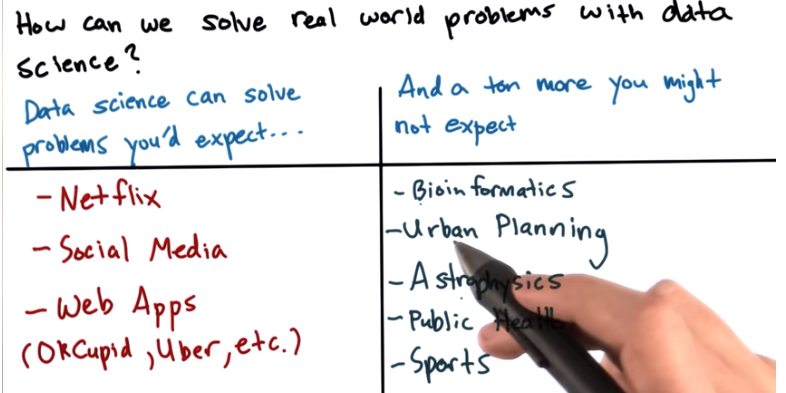 How can we solve real world problems with data
science?
Data science can solve
problems you'd expect...
- Netflix
- Social Media
- Web Apps
(OKCupid, Uber, etc.)
And a ton more you might
not expect
- Bioinformatics
- Urban Planning
- Astrophysics
- Public Health
- Sports